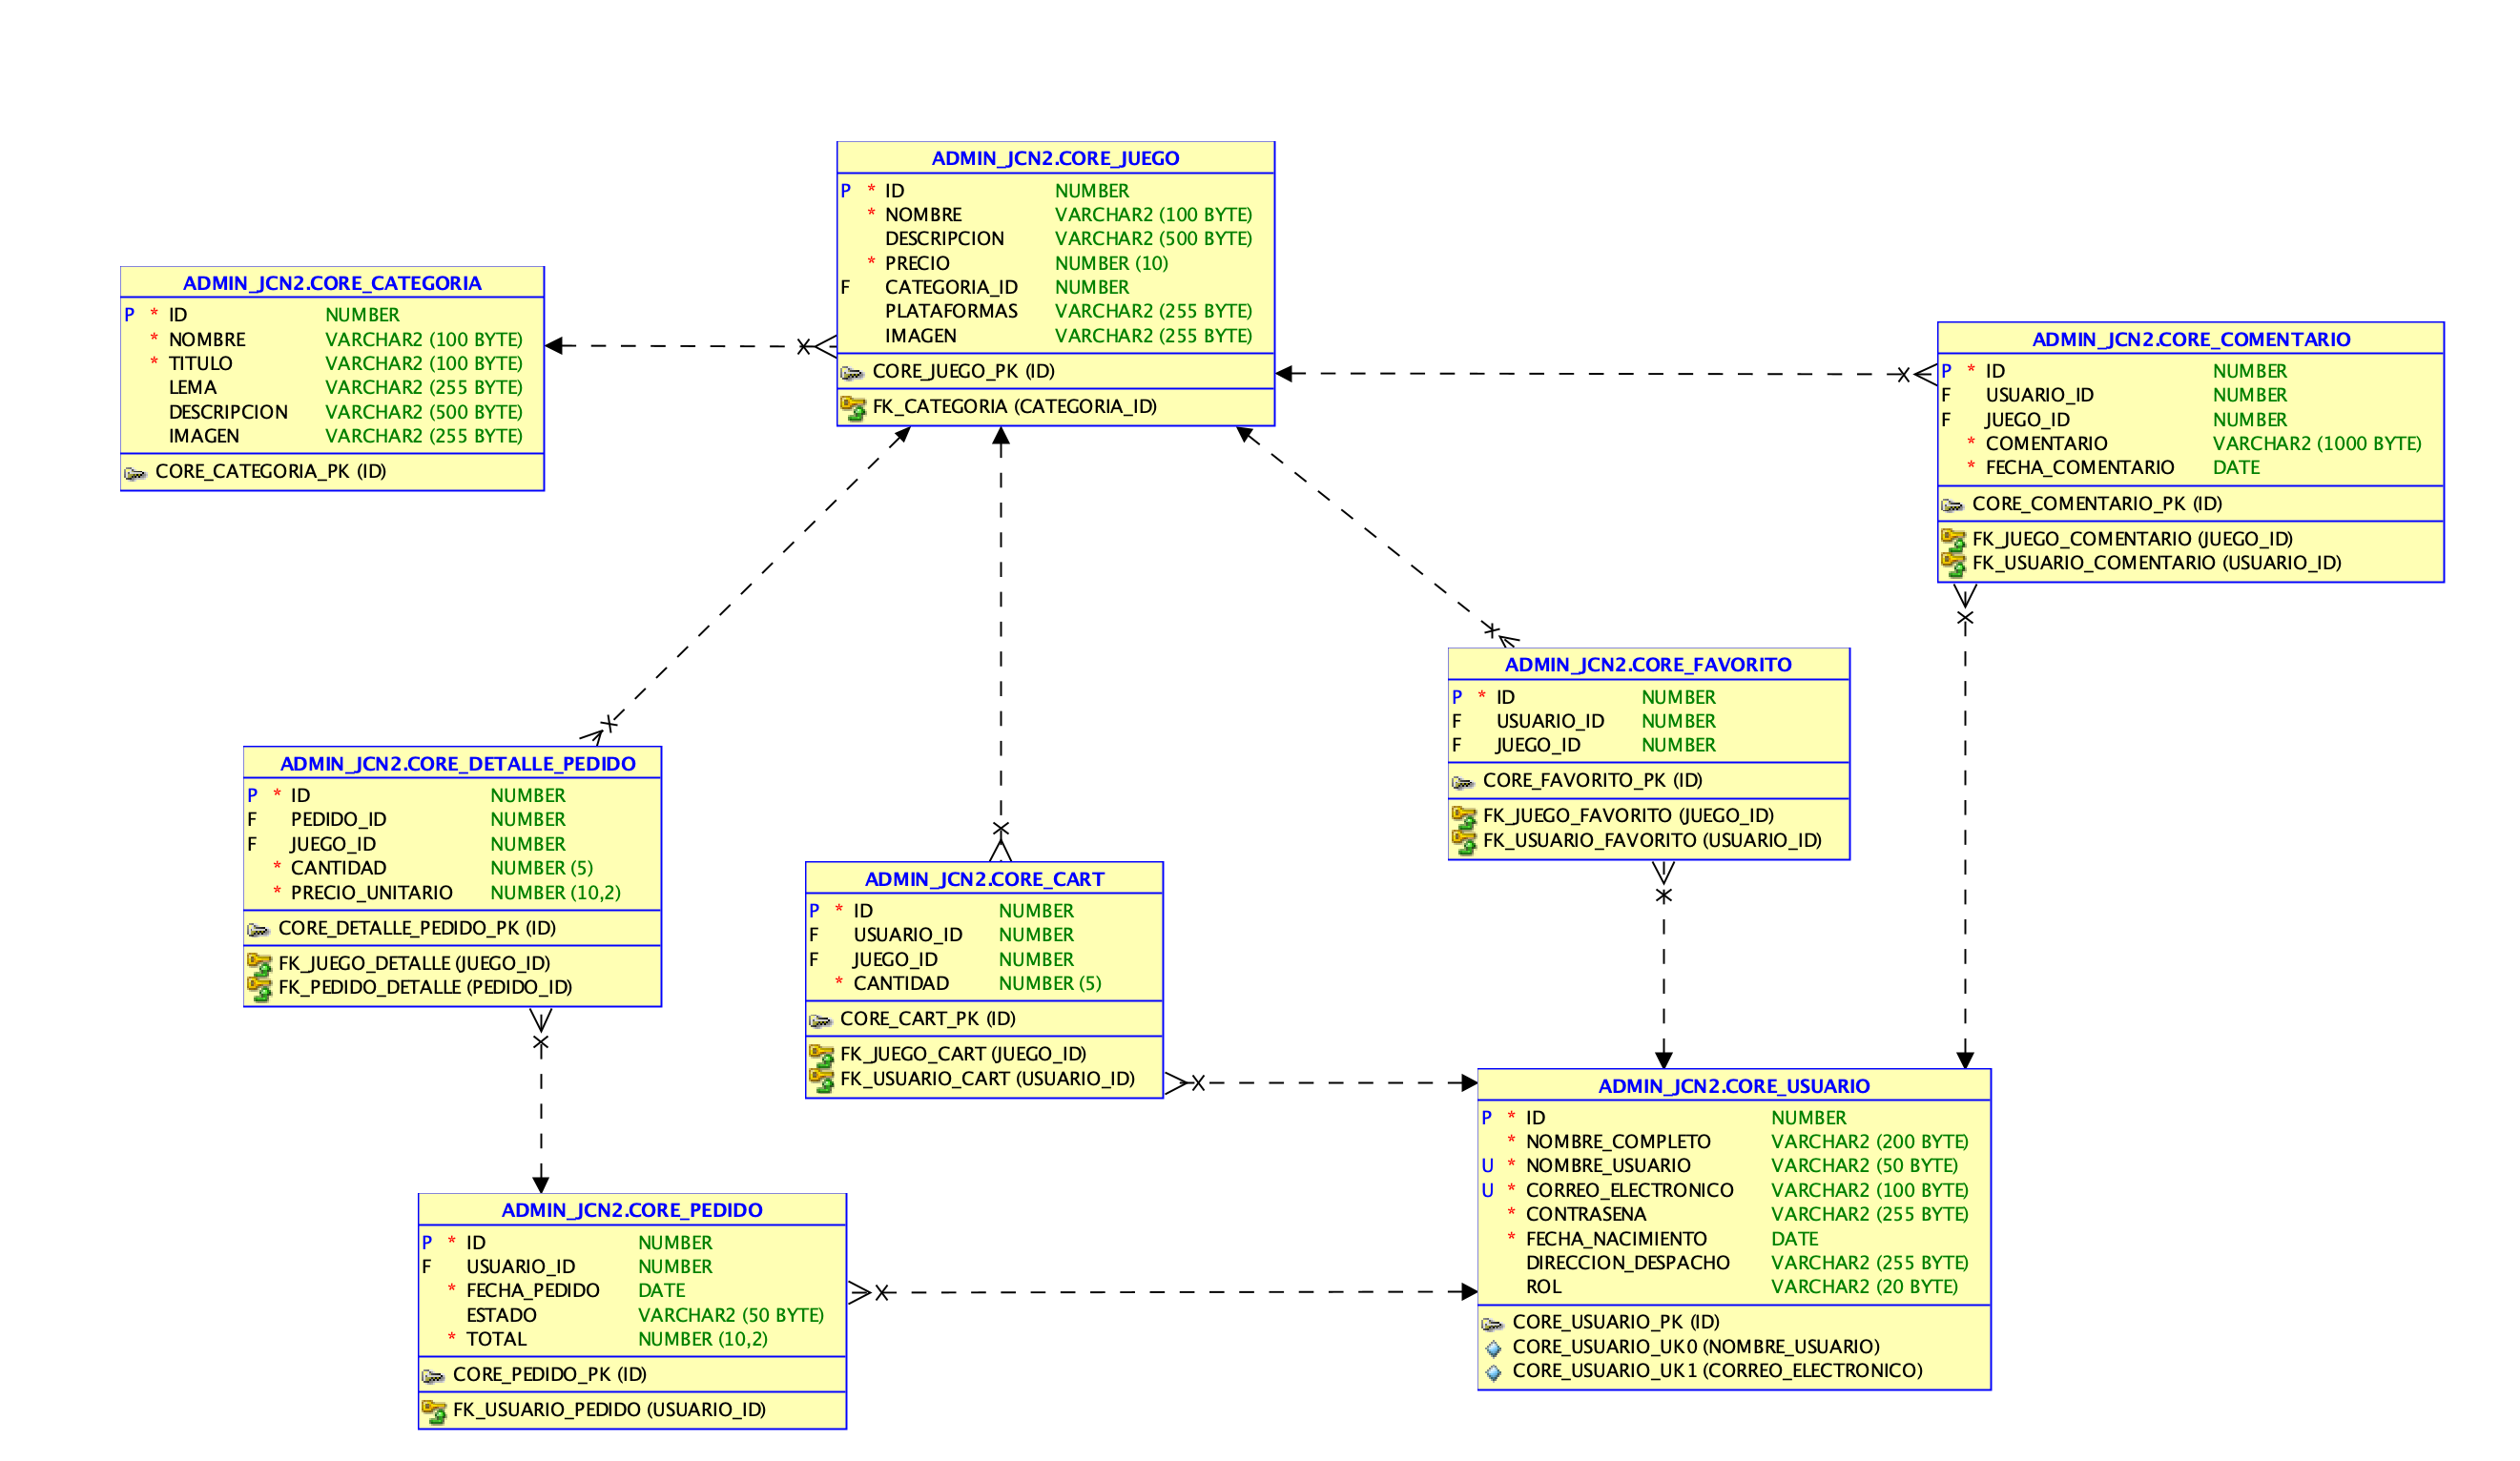 ADMIN_JCN2.CORE_JUEGO
P * ID NUMBER
* NOMBRE VARCHAR2 (100 BYTE)
DESCRIPCION VARCHAR2 (500 BYTE)
* PRECIO NUMBER (10)
F CATEGORIA_ID NUMBER
PLATAFORMAS VARCHAR2 (255 BYTE)
IMAGEN VARCHAR2 (255 BYTE)
CORE_JUEGO_PK (ID)
FK_CATEGORIA (CATEGORIA_ID)
ADMIN_JCN2.CORE_CATEGORIA
P * ID NUMBER
* NOMBRE VARCHAR2 (100 BYTE)
* TITULO VARCHAR2 (100 BYTE)
LEMA VARCHAR2 (255 BYTE)
DESCRIPCION VARCHAR2 (500 BYTE)
IMAGEN VARCHAR2 (255 BYTE)
CORE_CATEGORIA_PK (ID)
ADMIN_JCN2.CORE_COMENTARIO
P * ID NUMBER
F USUARIO_ID NUMBER
F JUEGO_ID NUMBER
* COMENTARIO VARCHAR2 (1000 BYTE)
* FECHA_COMENTARIO DATE
CORE_COMENTARIO_PK (ID)
FK_JUEGO_COMENTARIO (JUEGO_ID)
FK_USUARIO_COMENTARIO (USUARIO_ID)
ADMIN_JCN2.CORE_FAVORITO
P * ID NUMBER
F USUARIO_ID NUMBER
F JUEGO_ID NUMBER
CORE_FAVORITO_PK (ID)
FK_JUEGO_FAVORITO (JUEGO_ID)
FK_USUARIO_FAVORITO (USUARIO_ID)
ADMIN_JCN2.CORE_DETALLE_PEDIDO
P * ID NUMBER
F PEDIDO_ID NUMBER
F JUEGO_ID NUMBER
* CANTIDAD NUMBER (5)
* PRECIO_UNITARIO NUMBER (10,2)
CORE_DETALLE_PEDIDO_PK (ID)
FK_JUEGO_DETALLE (JUEGO_ID)
FK_PEDIDO_DETALLE (PEDIDO_ID)
ADMIN_JCN2.CORE_CART
P * ID NUMBER
F USUARIO_ID NUMBER
F JUEGO_ID NUMBER
* CANTIDAD NUMBER (5)
CORE_CART_PK (ID)
FK_JUEGO_CART (JUEGO_ID)
FK_USUARIO_CART (USUARIO_ID)
ADMIN_JCN2.CORE_USUARIO
P * ID NUMBER
* NOMBRE_COMPLETO VARCHAR2 (200 BYTE)
U * NOMBRE_USUARIO VARCHAR2 (50 BYTE)
U * CORREO_ELECTRONICO VARCHAR2 (100 BYTE)
* CONTRASENA VARCHAR2 (255 BYTE)
* FECHA_NACIMIENTO DATE
DIRECCION_DESPACHO VARCHAR2 (255 BYTE)
ROL VARCHAR2 (20 BYTE)
CORE_USUARIO_PK (ID)
CORE_USUARIO_UK0 (NOMBRE_USUARIO)
CORE_USUARIO_UK1 (CORREO_ELECTRONICO)
ADMIN_JCN2.CORE_PEDIDO
P * ID NUMBER
F USUARIO_ID NUMBER
* FECHA_PEDIDO DATE
ESTADO VARCHAR2 (50 BYTE)
* TOTAL NUMBER (10,2)
CORE_PEDIDO_PK (ID)
FK_USUARIO_PEDIDO (USUARIO_ID)